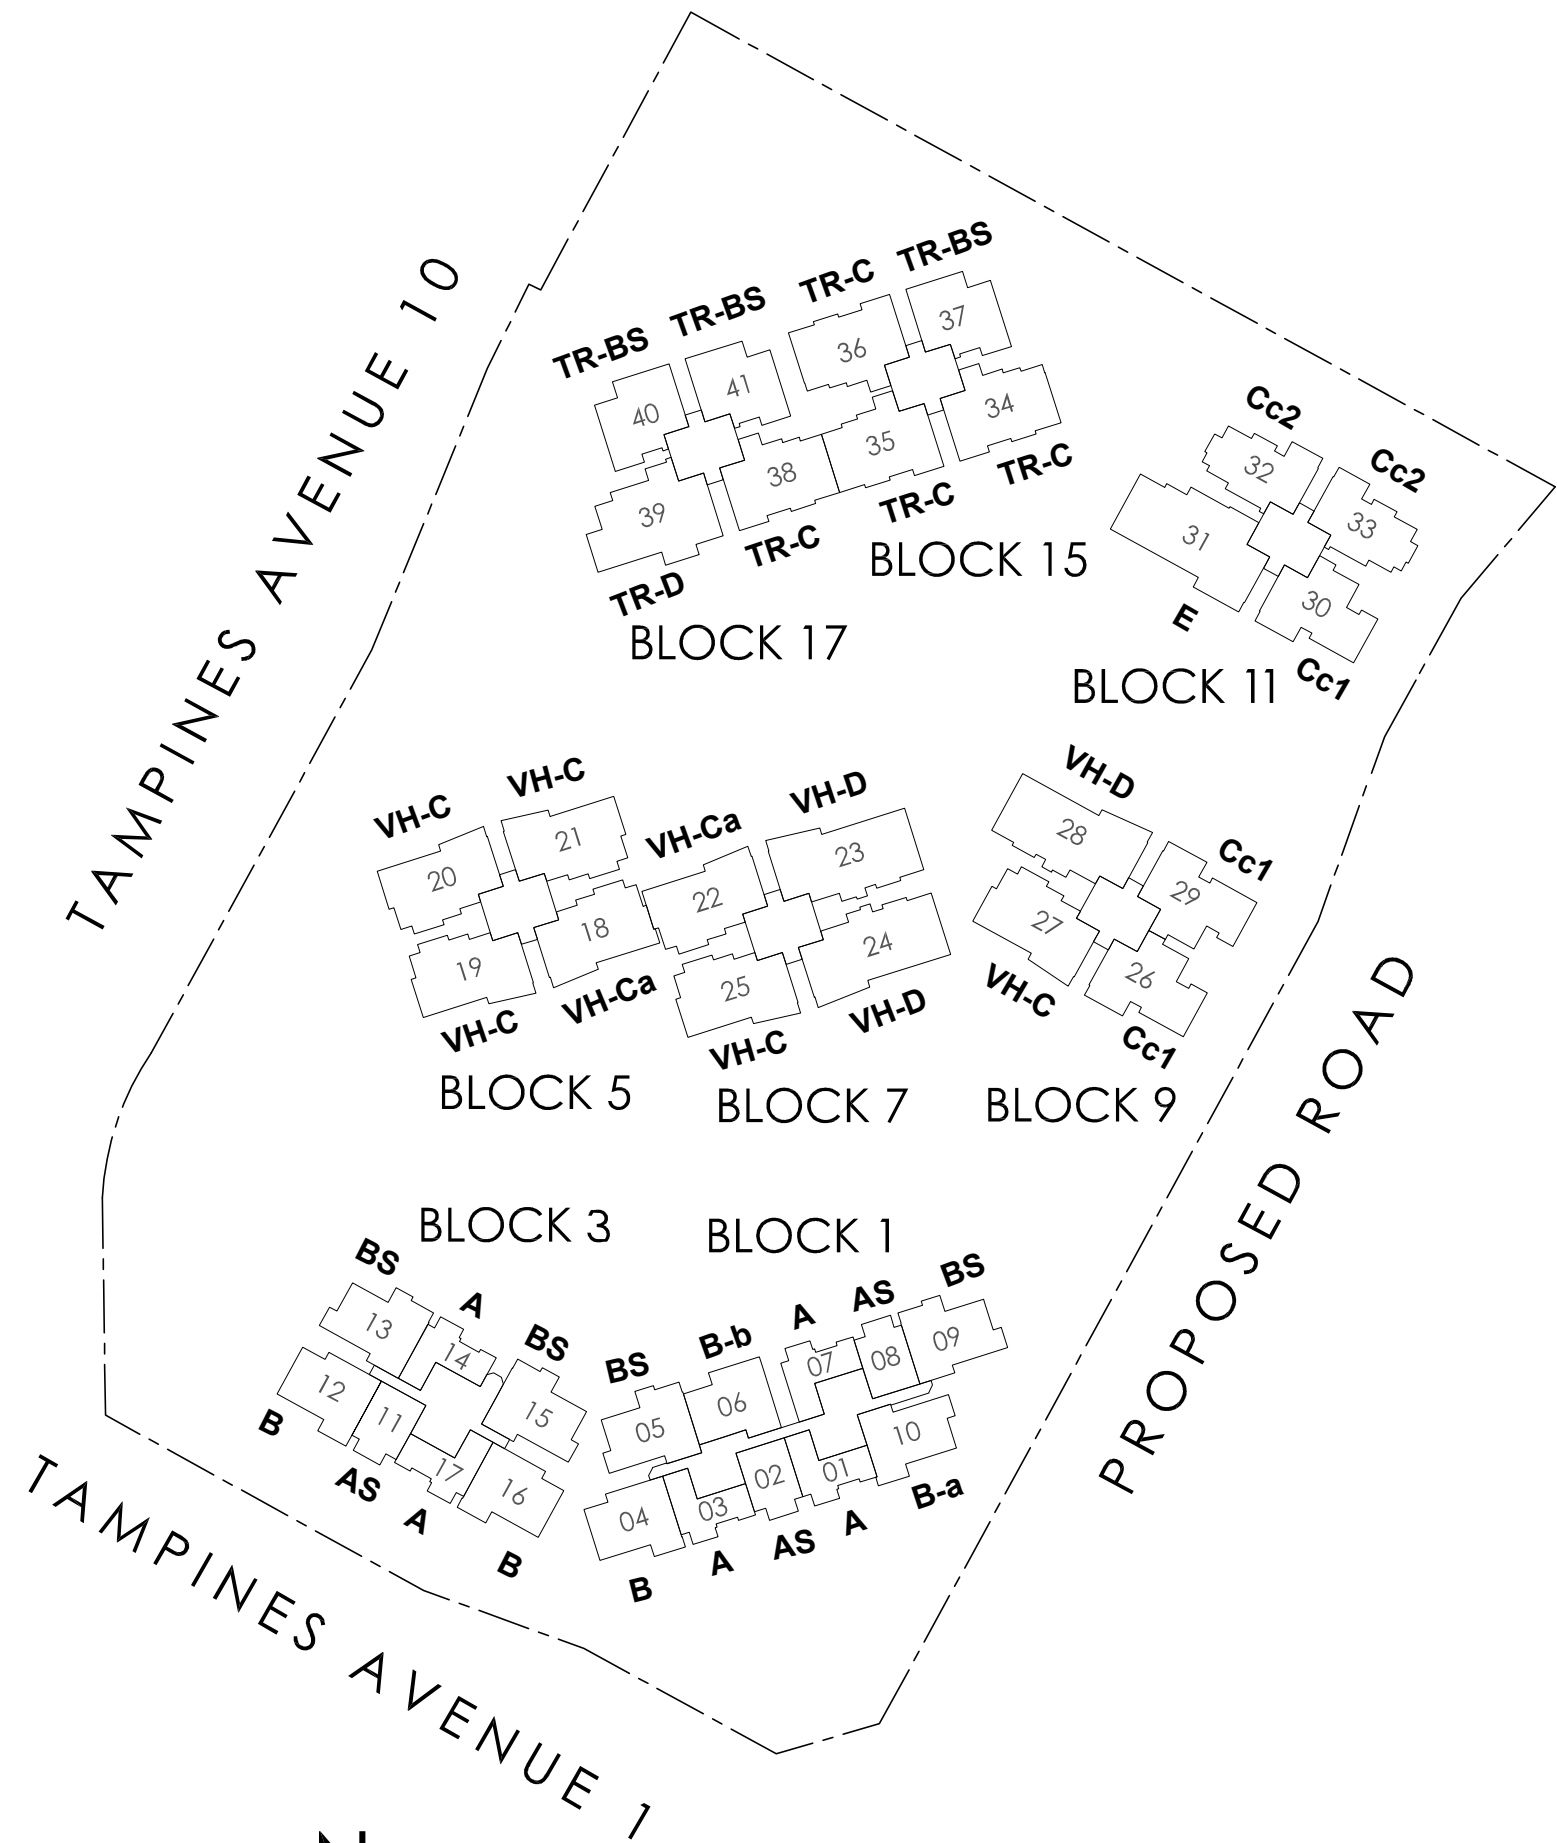 TAMPINES AVENUE 10
TR-BS
TR-BS
TR-C
TR-BS
40
41
36
37
39
38
35
34
TR-D
TR-C
TR-C
TR-C
BLOCK 17
BLOCK 15
Cc2
Cc2
32
33
31
30
E
Cc1
BLOCK 11
VH-C
VH-C
VH-Ca
VH-D
20
21
22
23
19
18
25
24
VH-C
VH-Ca
VH-C
VH-D
BLOCK 5
BLOCK 7
VH-D
Cc1
28
29
27
26
VH-C
Cc1
BLOCK 9
PROPOSED ROAD
BLOCK 3
BS
A
BS
13
14
15
12
11
17
16
B
AS
A
B
BLOCK 1
BS
B-b
A
AS
BS
05
06
07
08
09
04
03
02
01
10
B
A
AS
A
B-a
TAMPINES AVENUE 1